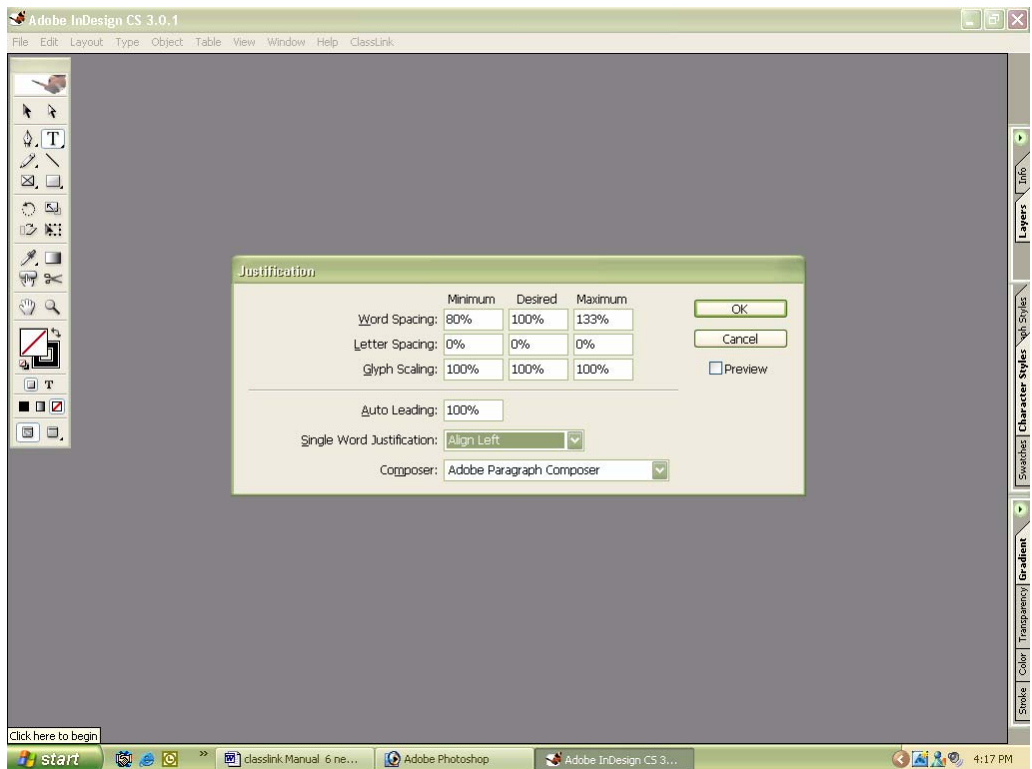 Adobe InDesign CS 3.0.1
File Edit Layout Type Object Table View Window Help ClassLink
T
T
Info
Layers
Justification
Minimum Desired Maximum
Word Spacing: 80% 100% 133%
Letter Spacing: 0% 0% 0%
Glyph Scaling: 100% 100% 100%
Auto Leading: 100%
Single Word Justification: Align Left
Composer: Adobe Paragraph Composer
OK
Cancel
Preview
Styles
Character Styles
Swatches
Gradient
Transparency
Color
Stroke
Click here to begin
start » classlink Manual 6 ne... Adobe Photoshop Adobe InDesign CS 3... 4:17 PM